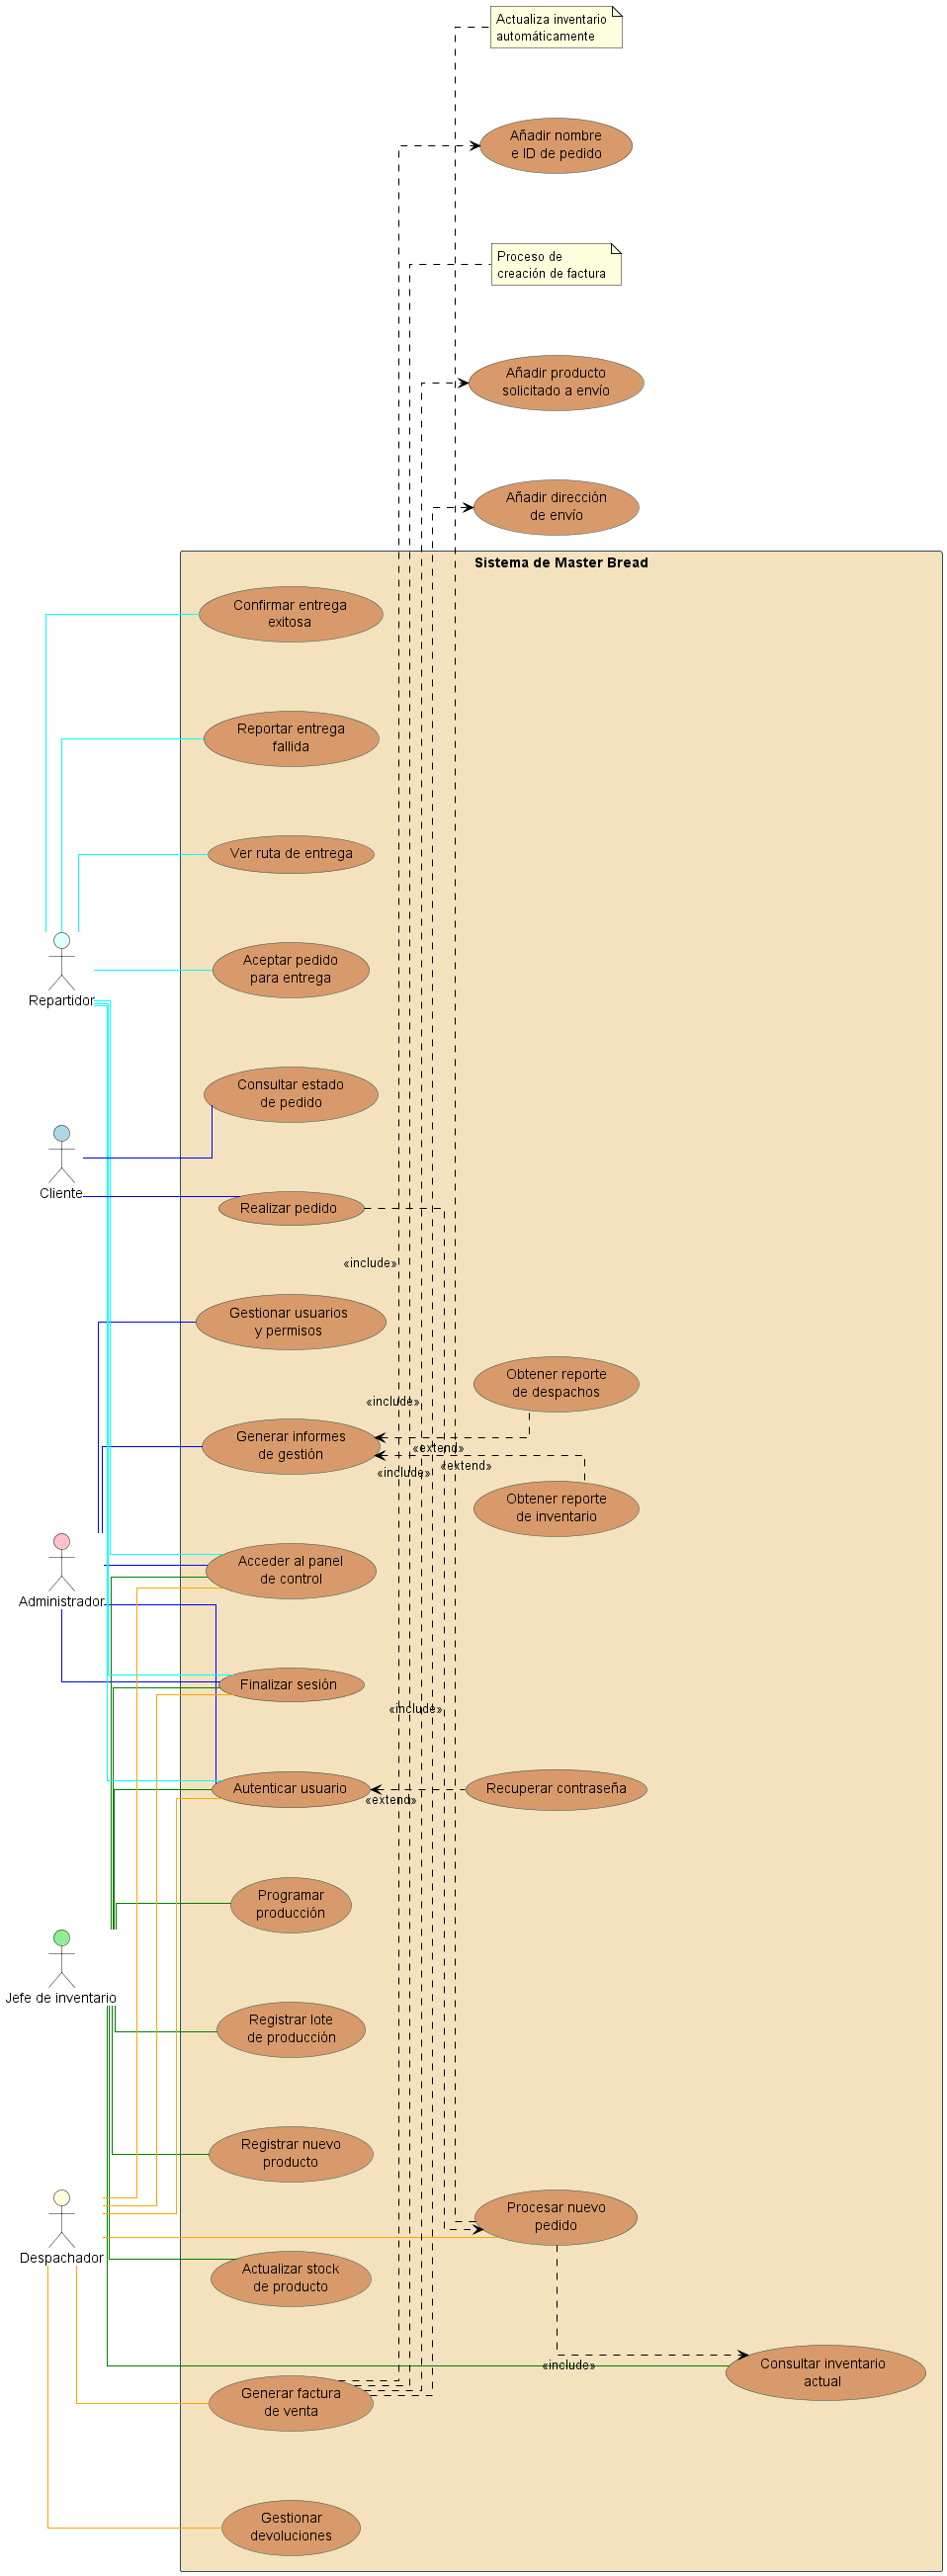 Actualiza inventario
automáticamente
Añadir nombre
e ID de pedido
Proceso de
creación de factura
Añadir producto
solicitado a envío
Añadir dirección
de envío
Sistema de Master Bread
Confirmar entrega
exitosa
Reportar entrega
fallida
Ver ruta de entrega
Aceptar pedido
para entrega
Repartidor
Consultar estado
de pedido
Cliente
Realizar pedido
«include»
Gestionar usuarios
y permisos
Obtener reporte
de despachos
«include»
Generar informes
de gestión
«extend»
«extend»
«include»
Obtener reporte
de inventario
Acceder al panel
de control
Administrador
Finalizar sesión
«include»
Autenticar usuario
Recuperar contraseña
«extend»
Programar
producción
Jefe de inventario
Registrar lote
de producción
Registrar nuevo
producto
Procesar nuevo
pedido
Despachador
Actualizar stock
de producto
«include»
Consultar inventario
actual
Generar factura
de venta
Gestionar
devoluciones